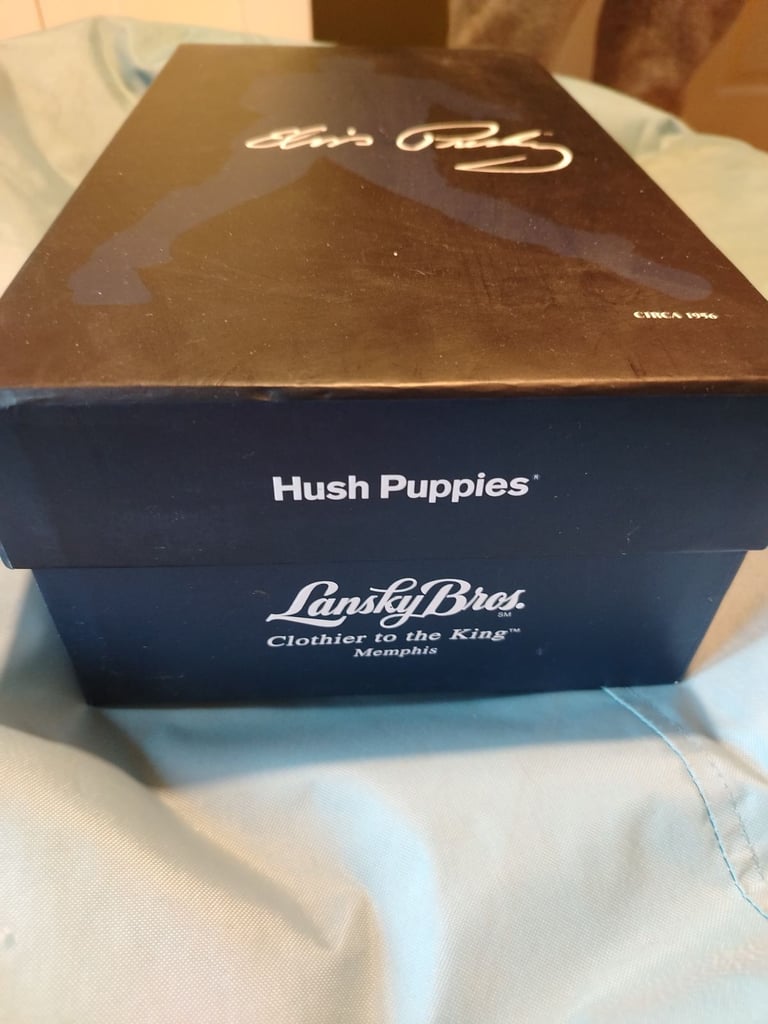 Elvis Presley
CIRCA 1956
Hush Puppies®
Lansky Bros.
SM
Clothier to the King™
Memphis